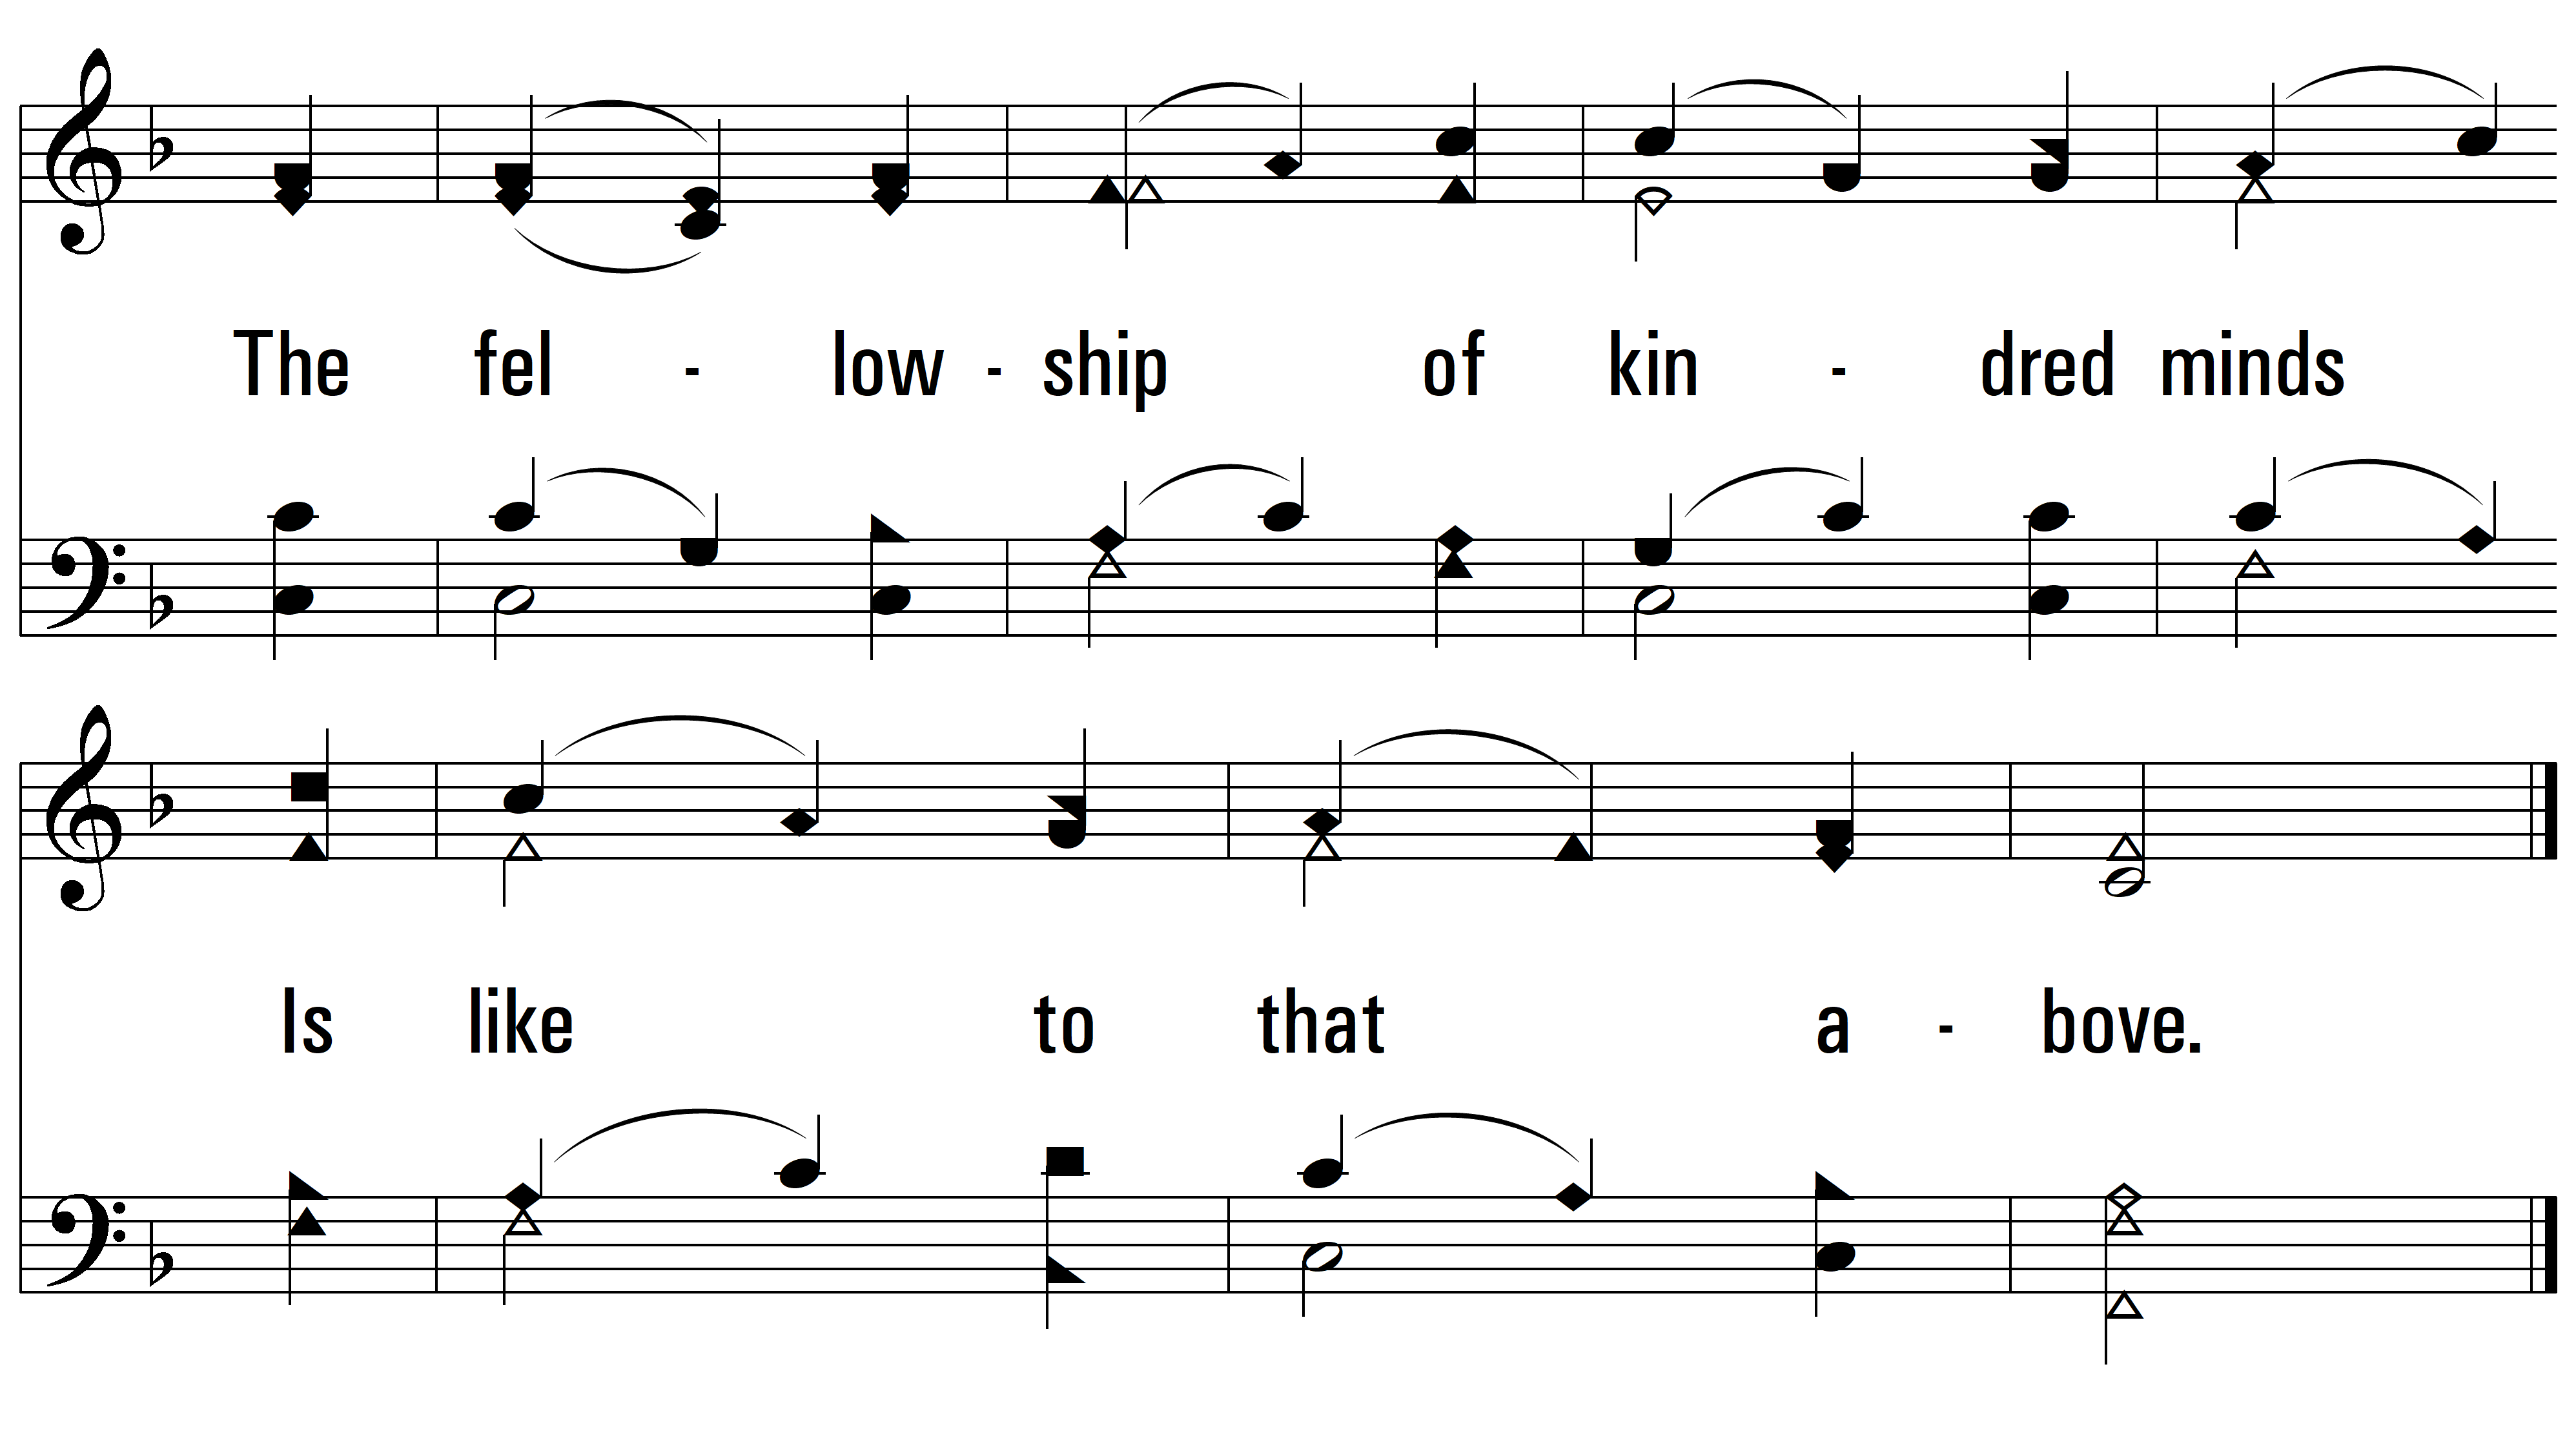 The fel - low - ship of kin - dred minds
Is like to that a - bove.